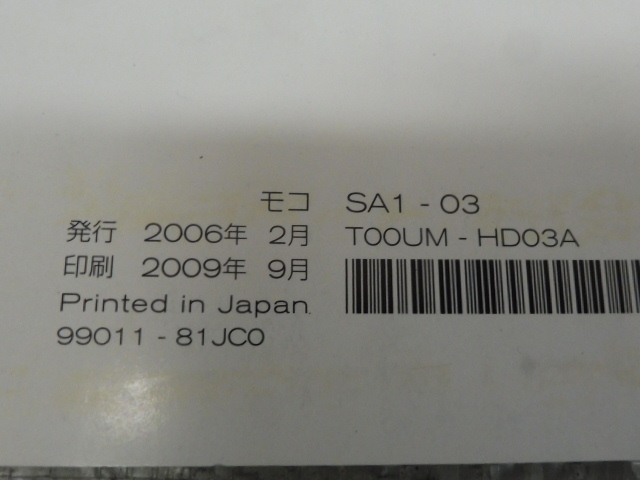 モコ SA1 - 03
発行 2006年 2月 T00UM - HD03A
印刷 2009年 9月
Printed in Japan
99011 - 81JC0